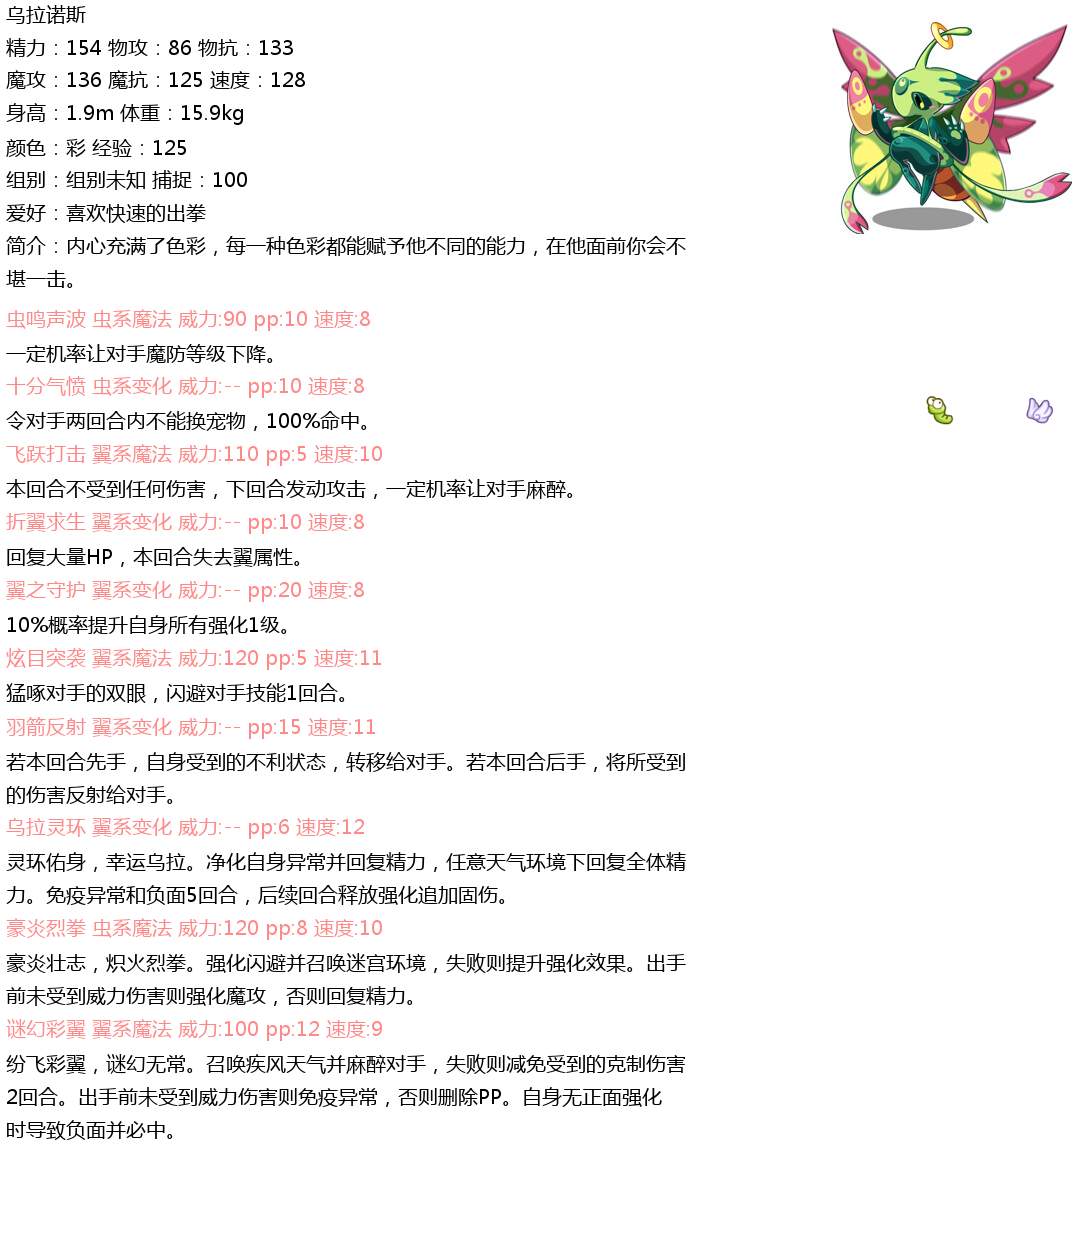 乌拉诺斯
精力：154 物攻：86 物抗：133
魔攻：136 魔抗：125 速度：128
身高：1.9m 体重：15.9kg
颜色：彩 经验：125
组别：组别未知 捕捉：100
爱好：喜欢快速的出拳
简介：内心充满了色彩，每一种色彩都能赋予他不同的能力，在他面前你会不
堪一击。
虫鸣声波 虫系魔法 威力:90 pp:10 速度:8
一定机率让对手魔防等级下降。
十分气愤 虫系变化 威力:-- pp:10 速度:8
令对手两回合内不能换宠物，100%命中。
飞跃打击 翼系魔法 威力:110 pp:5 速度:10
本回合不受到任何伤害，下回合发动攻击，一定机率让对手麻醉。
折翼求生 翼系变化 威力:-- pp:10 速度:8
回复大量HP，本回合失去翼属性。
翼之守护 翼系变化 威力:-- pp:20 速度:8
10%概率提升自身所有强化1级。
炫目突袭 翼系魔法 威力:120 pp:5 速度:11
猛啄对手的双眼，闪避对手技能1回合。
羽箭反射 翼系变化 威力:-- pp:15 速度:11
若本回合先手，自身受到的不利状态，转移给对手。若本回合后手，将所受到
的伤害反射给对手。
乌拉灵环 翼系变化 威力:-- pp:6 速度:12
灵环佑身，幸运乌拉。净化自身异常并回复精力，任意天气环境下回复全体精
力。免疫异常和负面5回合，后续回合释放强化追加固伤。
豪炎烈拳 虫系魔法 威力:120 pp:8 速度:10
豪炎壮志，炽火烈拳。强化闪避并召唤迷宫环境，失败则提升强化效果。出手
前未受到威力伤害则强化魔攻，否则回复精力。
谜幻彩翼 翼系魔法 威力:100 pp:12 速度:9
纷飞彩翼，谜幻无常。召唤疾风天气并麻醉对手，失败则减免受到的克制伤害
2回合。出手前未受到威力伤害则免疫异常，否则删除PP。自身无正面强化
时导致负面并必中。